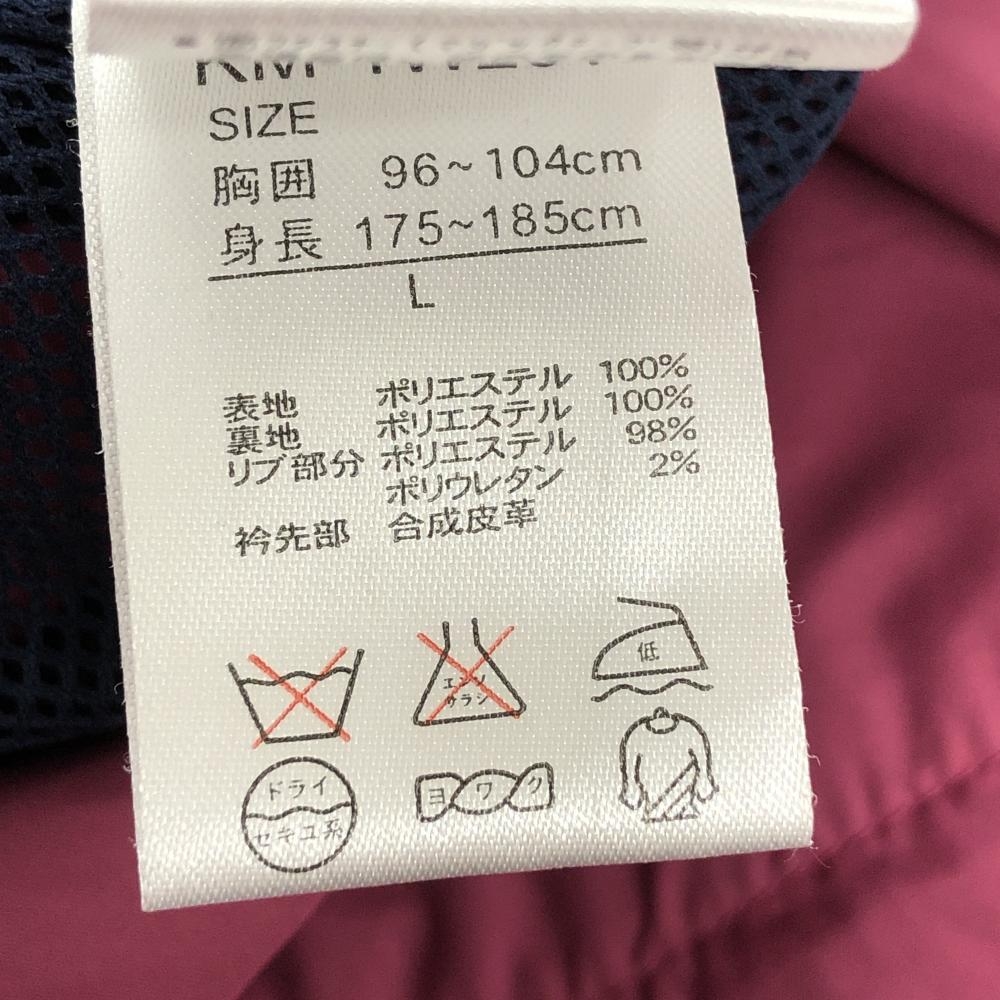 SIZE
胸囲 96~104cm
身長 175~185cm
L
表地 ポリエステル 100%
裏地 ポリエステル 100%
リブ部分 ポリエステル 98%
ポリウレタン 2%
衿先部 合成皮革
エンソ
サラシ
低
ドライ
セキユ系
ヨワク